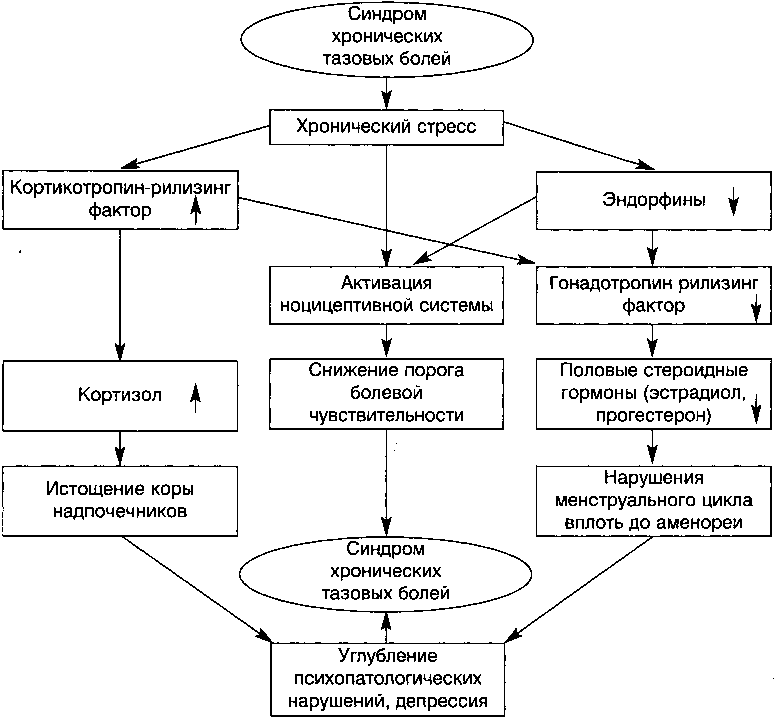 Синдром
хронических
тазовых болей
Хронический стресс
Кортикотропин-рилизинг
фактор
Эндорфины
Активация
ноцицептивной системы
Гонадотропин рилизинг
фактор
Кортизол
Снижение порога
болевой
чувствительности
Половые стероидные
гормоны (эстрадиол,
прогестерон)
Истощение коры
надпочечников
Нарушения
менструального цикла
вплоть до аменореи
Синдром
хронических
тазовых болей
Углубление
психопатологических
нарушений, депрессия